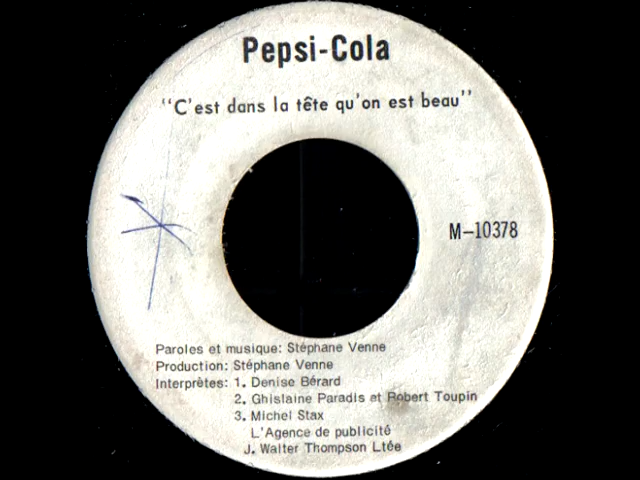 Pepsi-Cola
"C'est dans la tête qu'on est beau"
M-10378
Paroles et musique: Stéphane Venne
Production: Stéphane Venne
Interprètes: 1. Denise Bérard
2. Ghislaine Paradis et Robert Toupin
3. Michel Stax
L'Agence de publicité
J. Walter Thompson Ltée